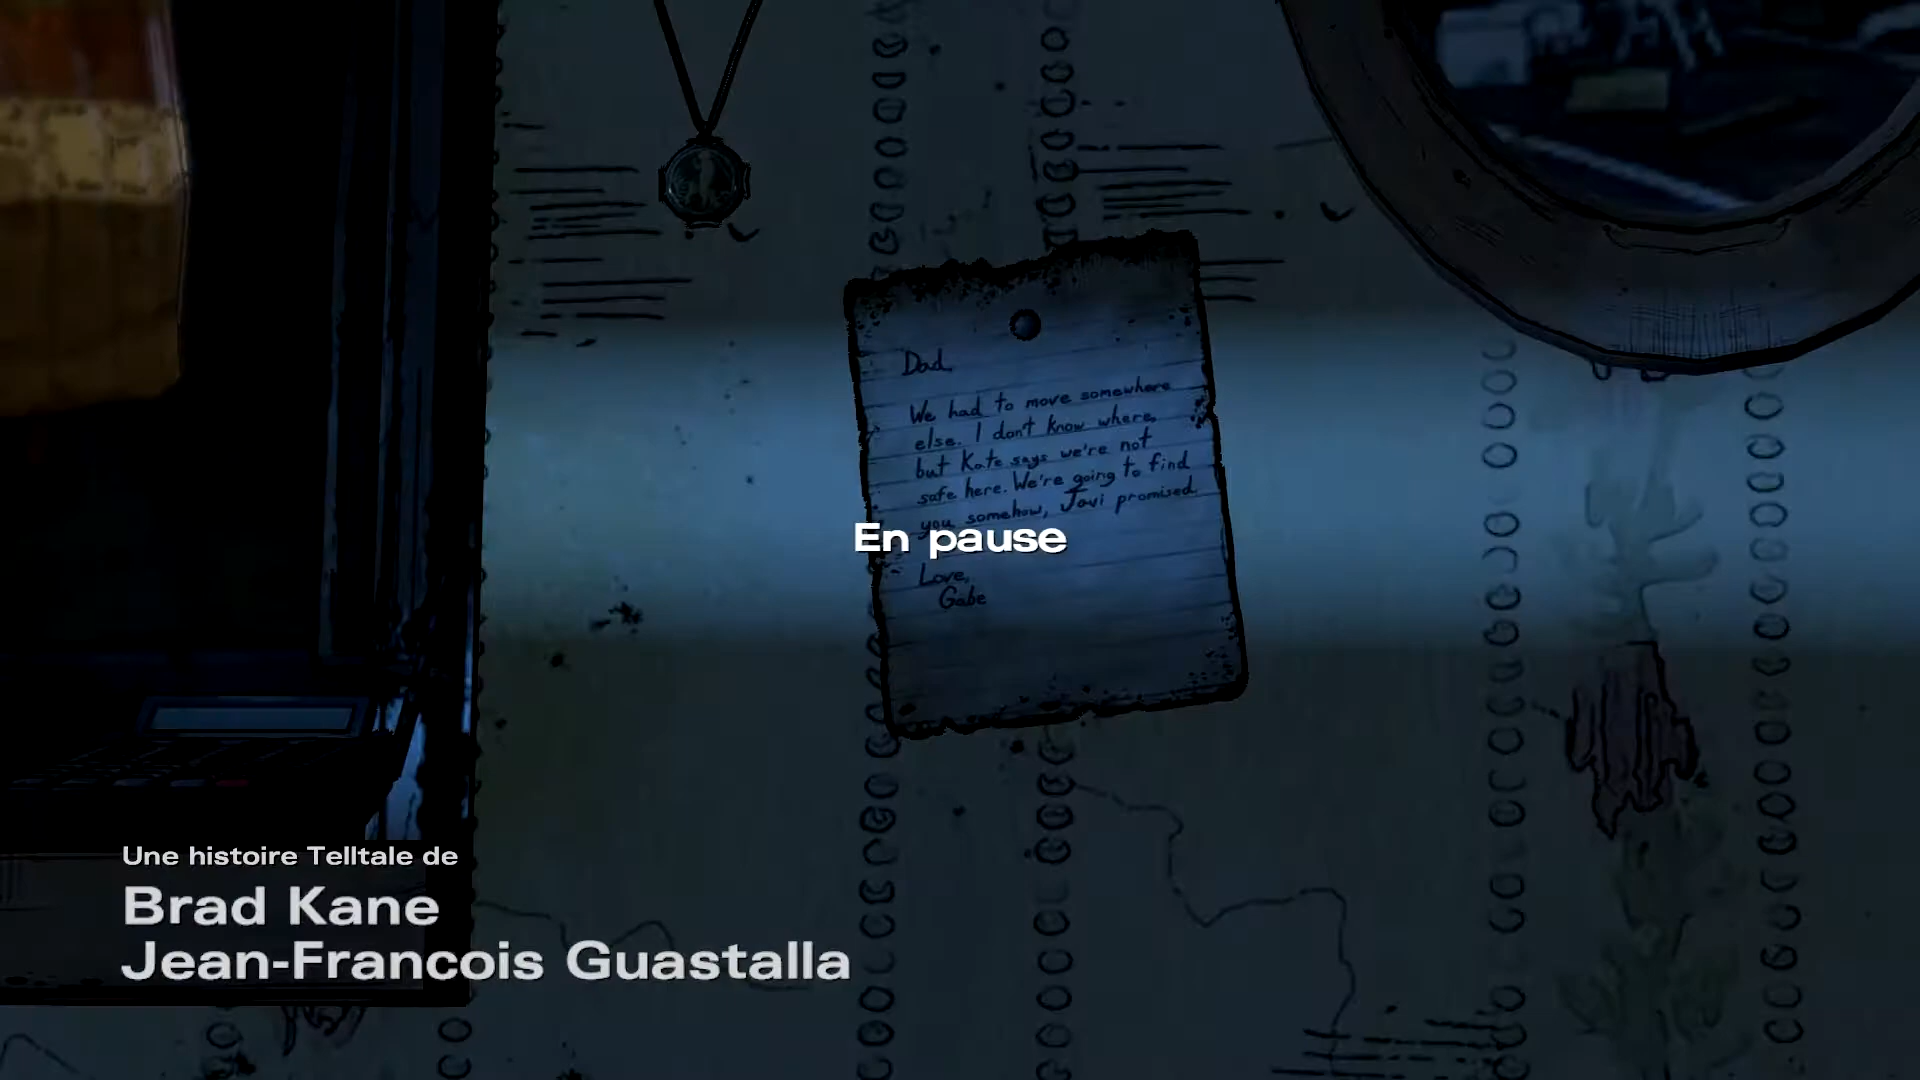 Dad,
We had to move somewhere
else. I don't know where,
but Kate says we're not
safe here. We're going to find
you somehow, Javi promised.
En pause
Love,
Gabe
Une histoire Telltale de
Brad Kane
Jean-Francois Guastalla